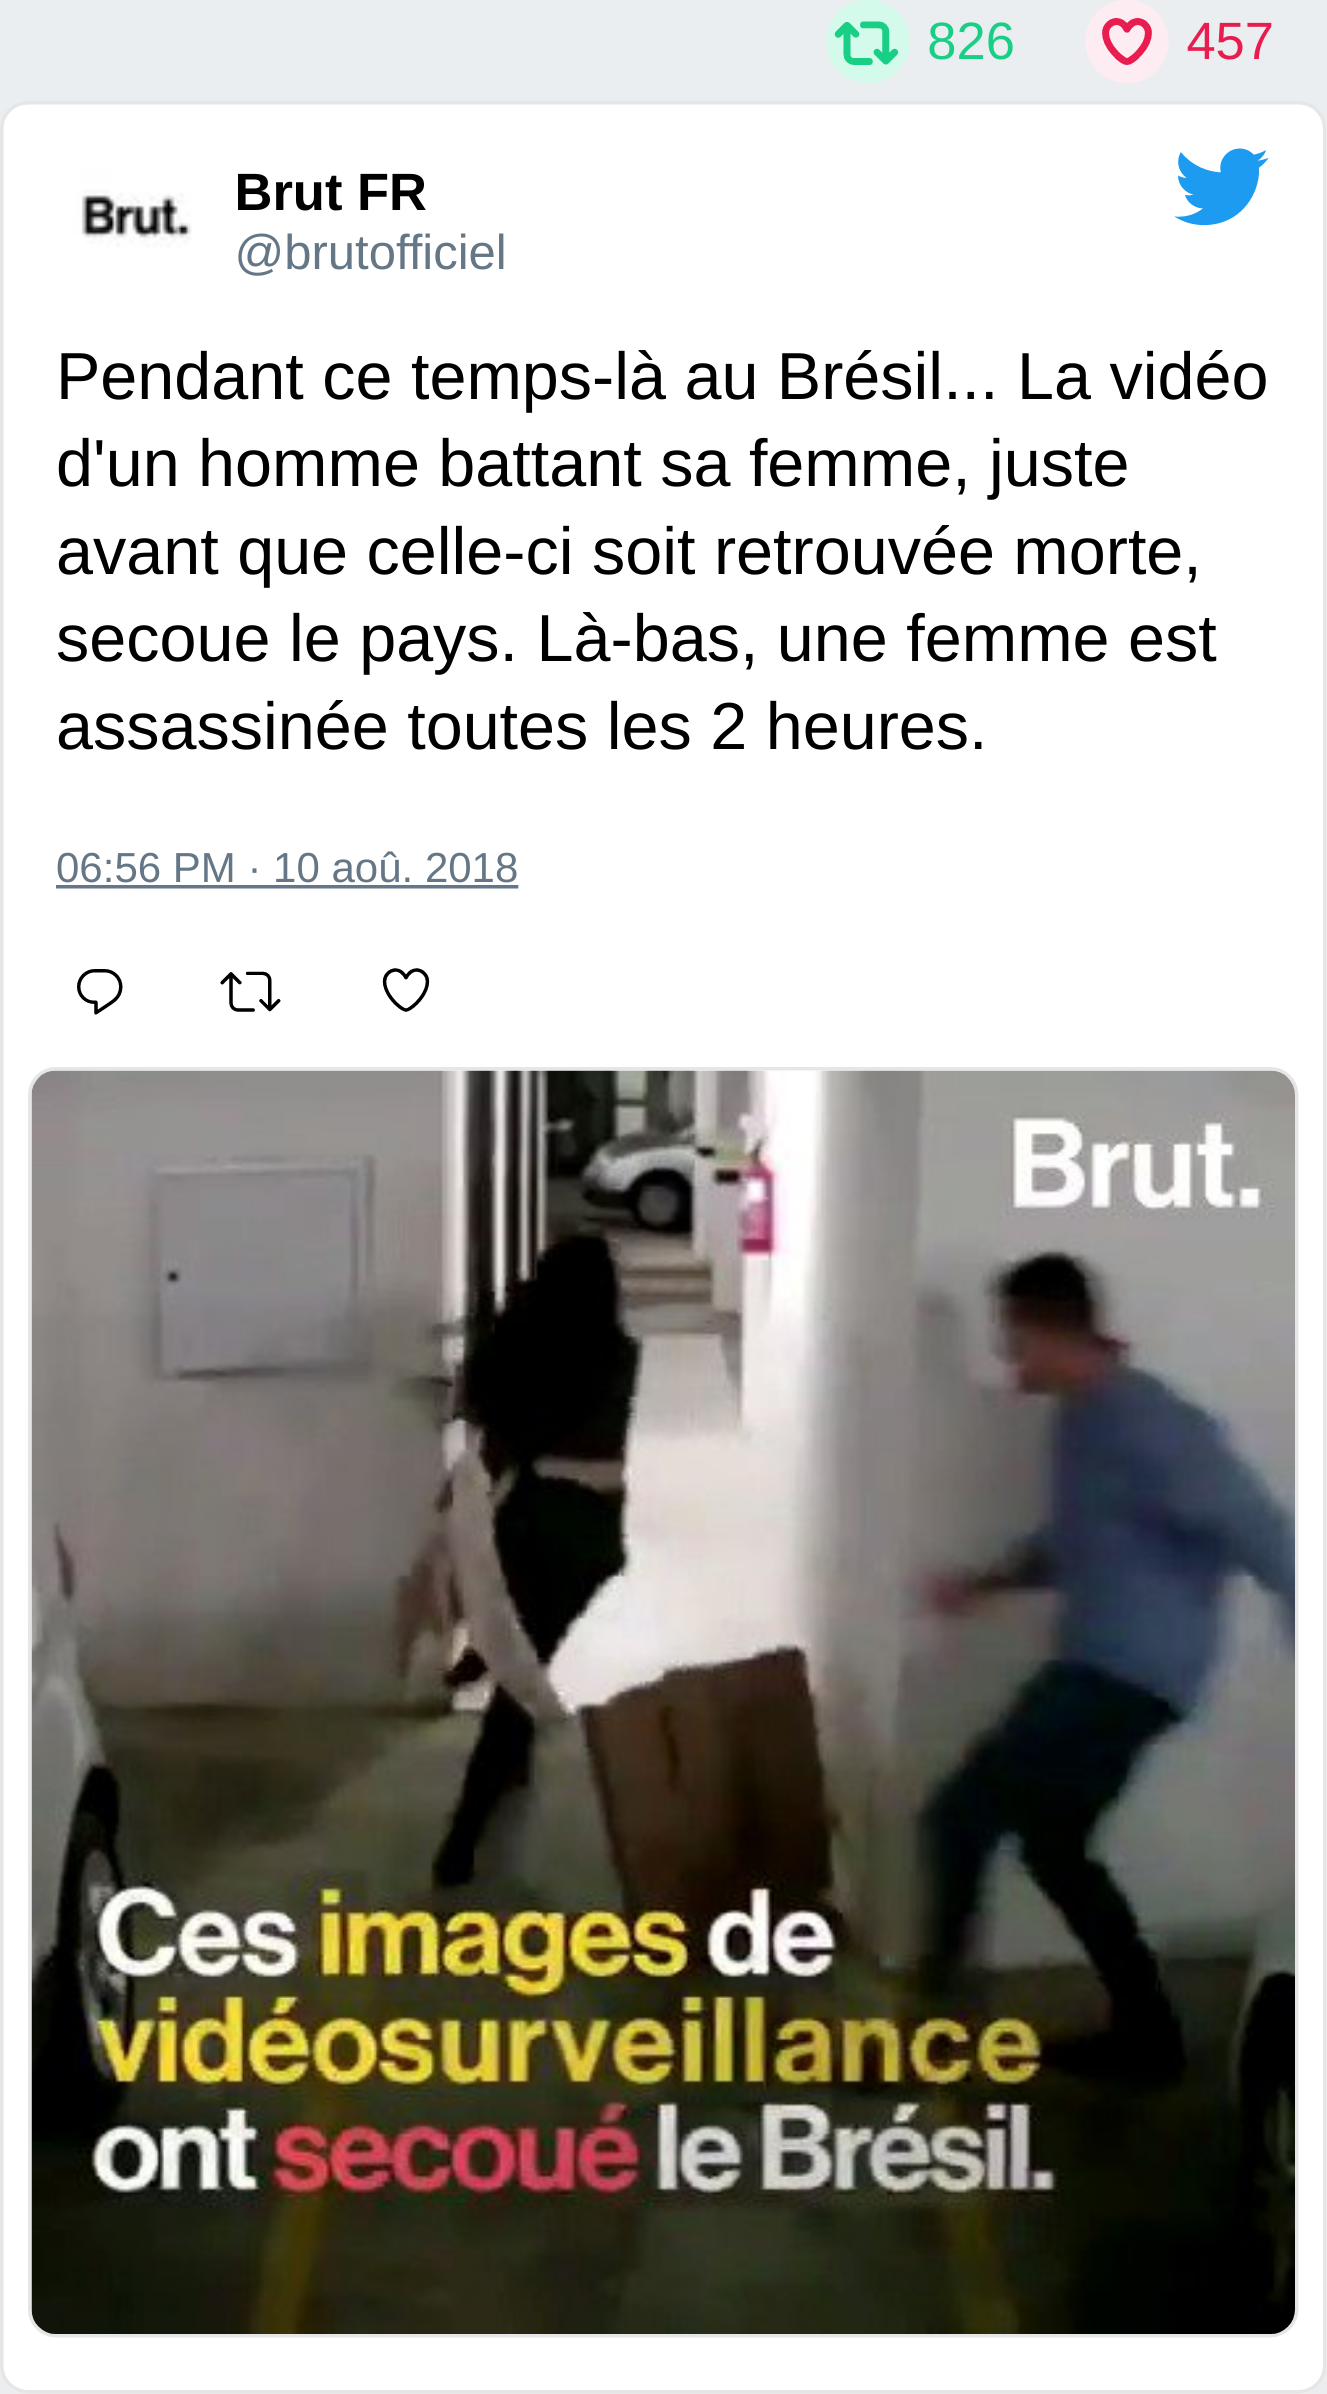 826 457
Brut.
Brut FR
@brutofficiel
Pendant ce temps-là au Brésil... La vidéo
d'un homme battant sa femme, juste
avant que celle-ci soit retrouvée morte,
secoue le pays. Là-bas, une femme est
assassinée toutes les 2 heures.
06:56 PM · 10 aoû. 2018
Brut.
Ces images de
vidéosurveillance
ont secoué le Brésil.